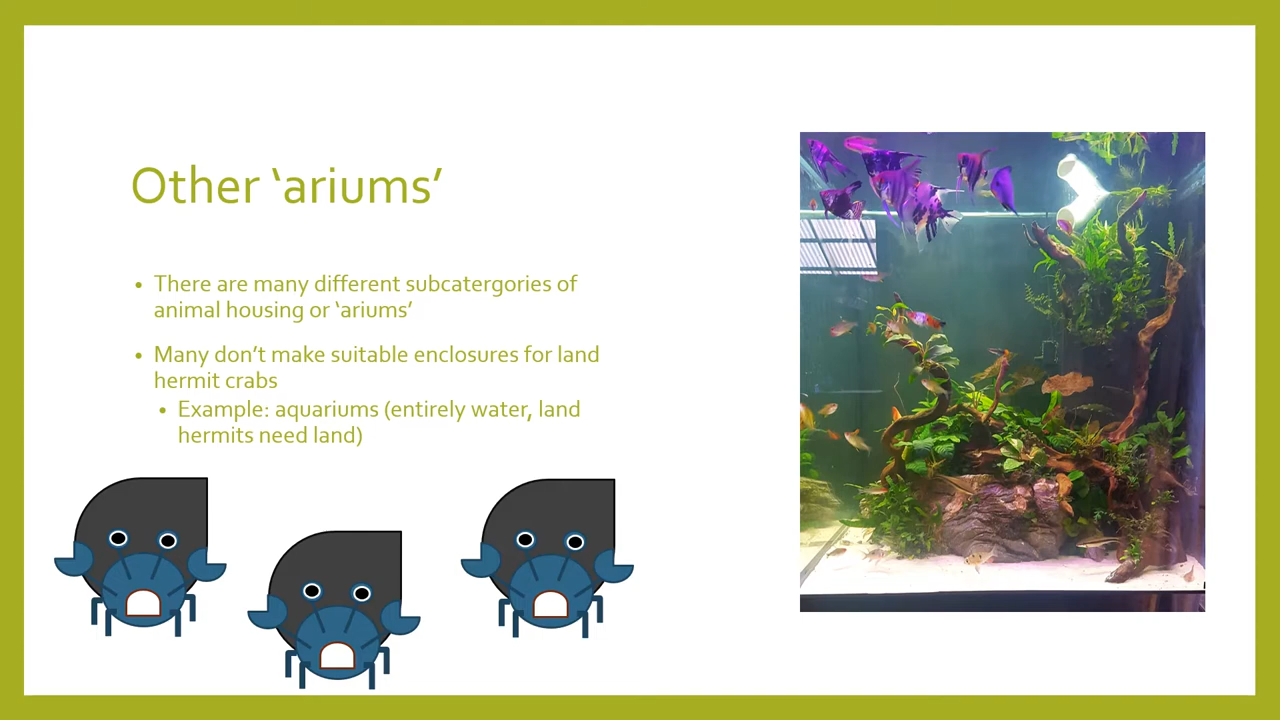 Other ‘ariums’
• There are many different subcatergories of
animal housing or ‘ariums’
• Many don’t make suitable enclosures for land
hermit crabs
• Example: aquariums (entirely water, land
hermits need land)